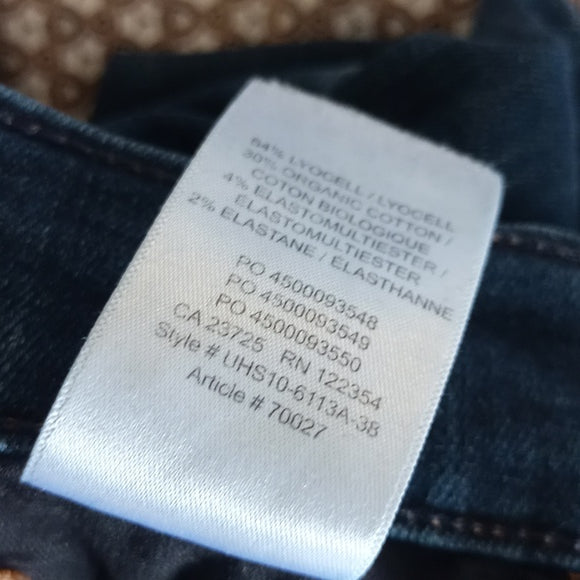 64% LYOCELL / LYOCELL
30% ORGANIC COTTON /
COTON BIOLOGIQUE
4% ELASTOMULTIESTER /
ÉLASTOMULTIESTER
2% ELASTANE / ÉLASTHANNE
PO 4500093548
PO 4500093549
PO 4500093550
CA 23725 RN 122354
Style # UHS10-6113A-38
Article # 70027